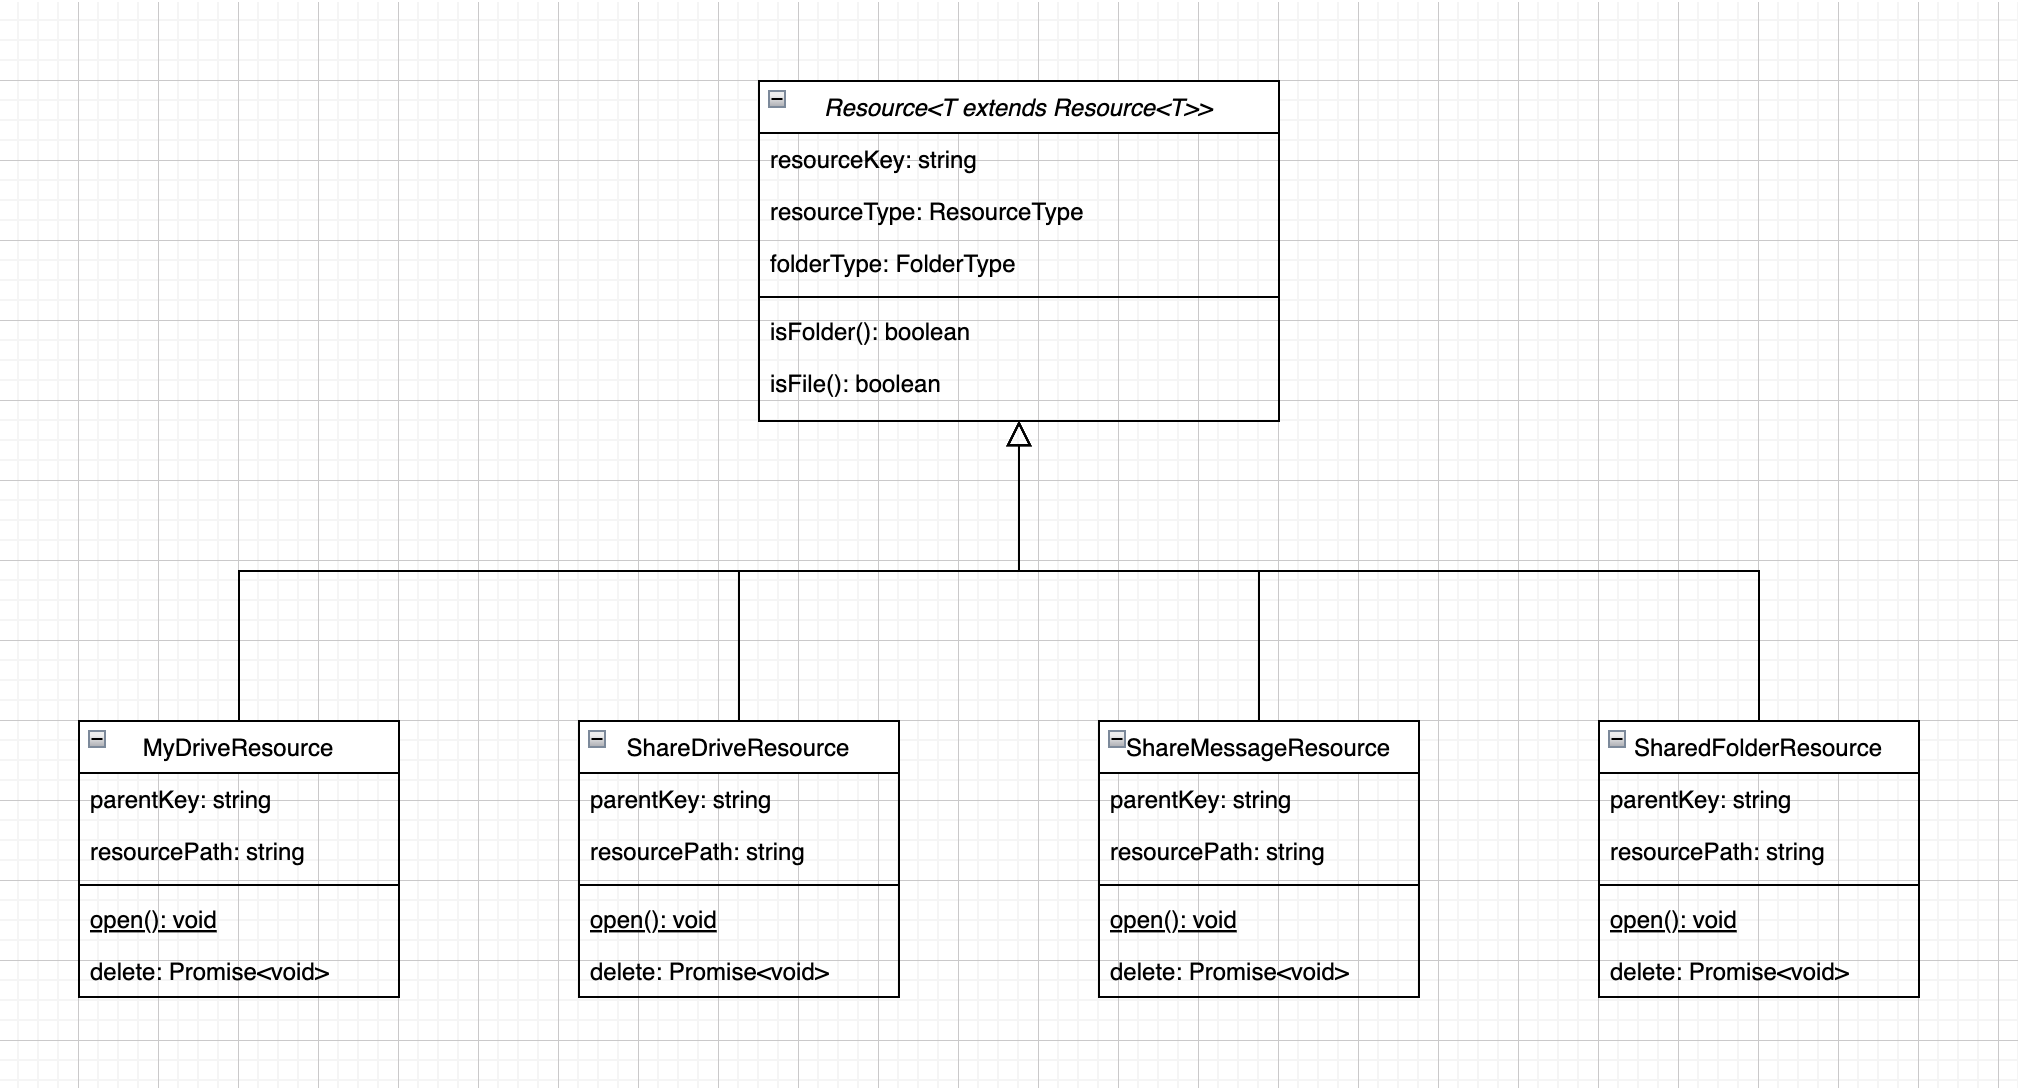 Resource<T extends Resource<T>>
resourceKey: string
resourceType: ResourceType
folderType: FolderType
isFolder(): boolean
isFile(): boolean
MyDriveResource
parentKey: string
resourcePath: string
open(): void
delete: Promise<void>
ShareDriveResource
parentKey: string
resourcePath: string
open(): void
delete: Promise<void>
ShareMessageResource
parentKey: string
resourcePath: string
open(): void
delete: Promise<void>
SharedFolderResource
parentKey: string
resourcePath: string
open(): void
delete: Promise<void>